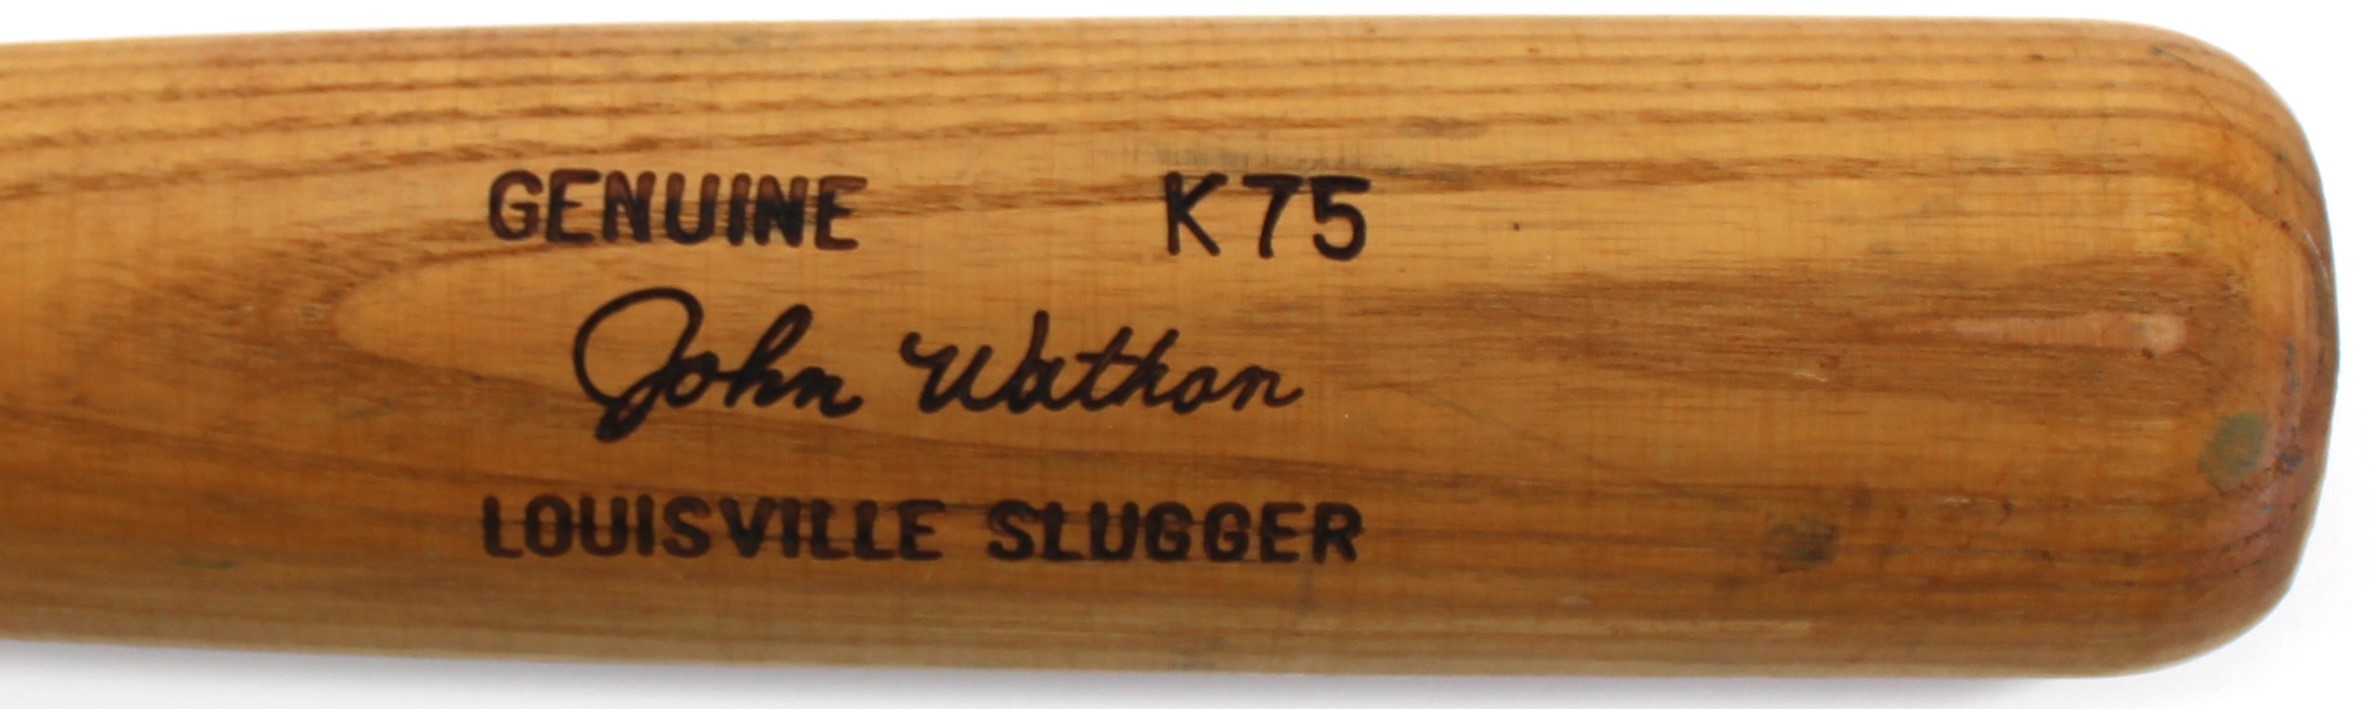 GENUINE K75
John Wathan
LOUISVILLE SLUGGER